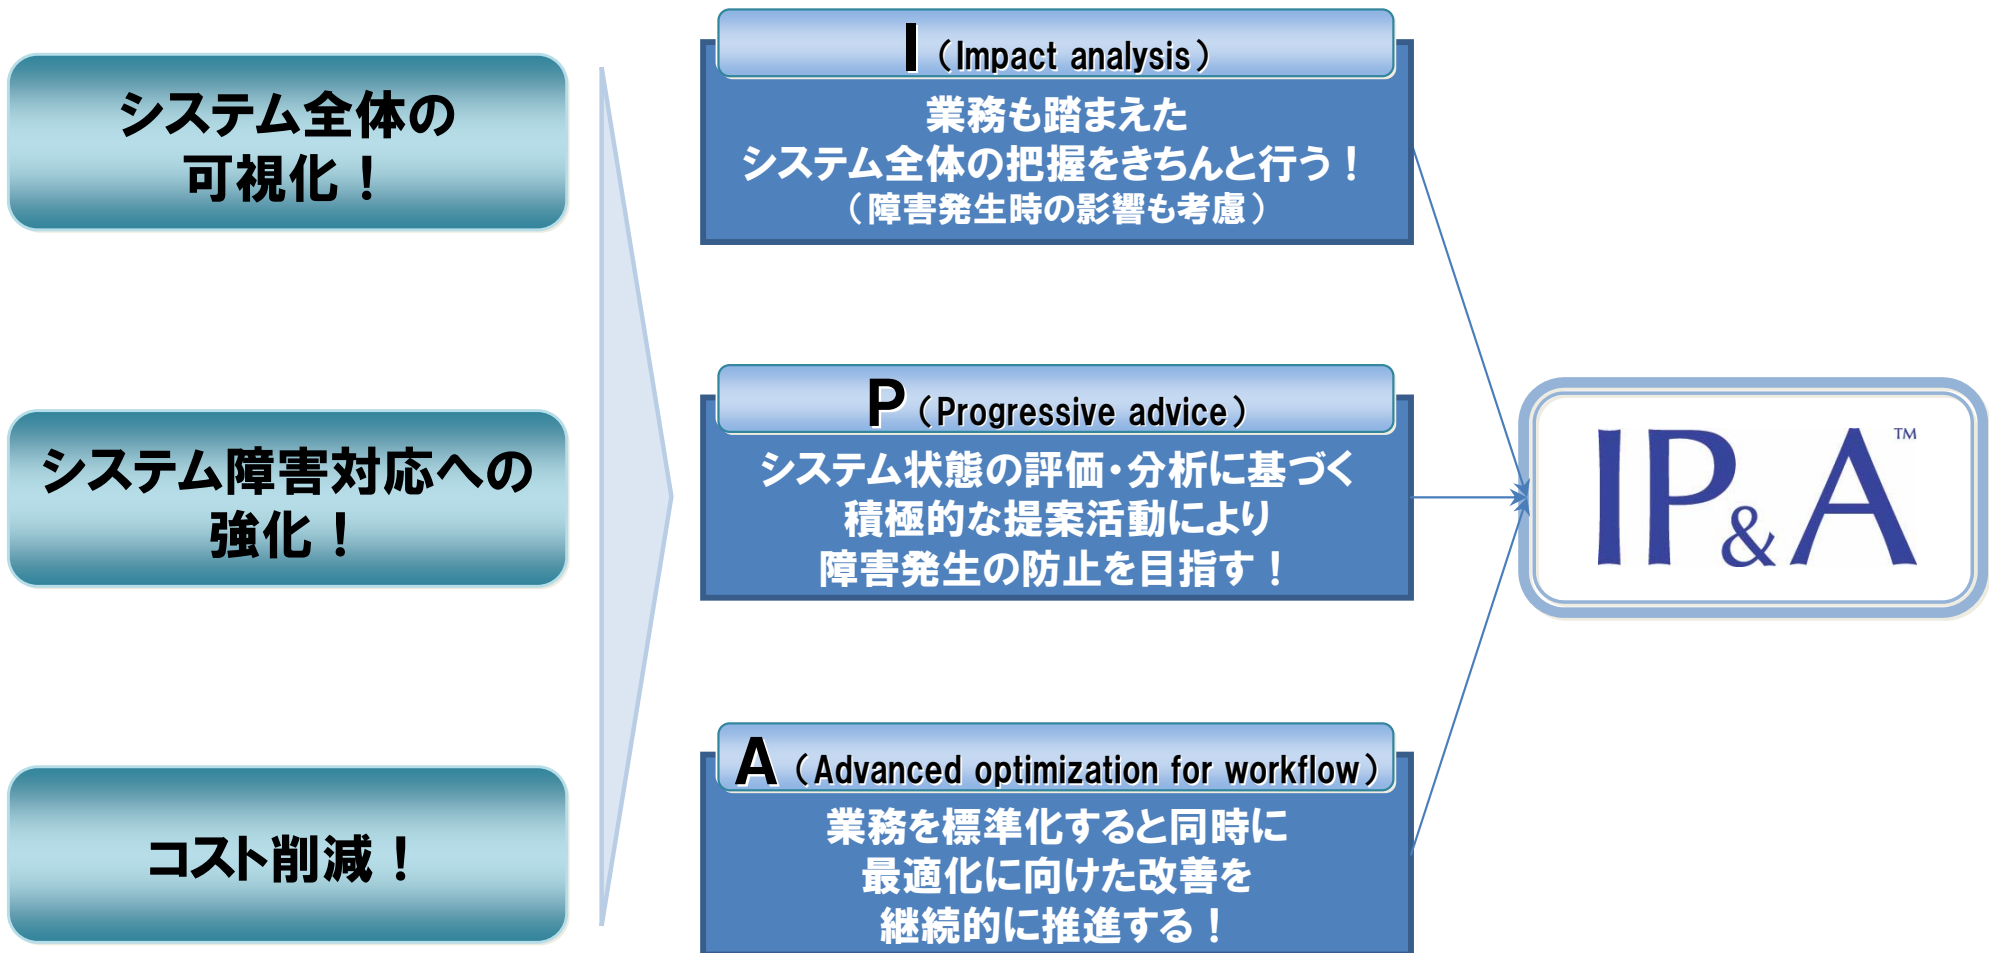 システム全体の
可視化！
システム障害対応への
強化！
コスト削減！
I（Impact analysis）
業務も踏まえた
システム全体の把握をきちんと行う！
（障害発生時の影響も考慮）
P（Progressive advice）
システム状態の評価・分析に基づく
積極的な提案活動により
障害発生の防止を目指す！
A（Advanced optimization for workflow）
業務を標準化すると同時に
最適化に向けた改善を
継続的に推進する！
IP&A™